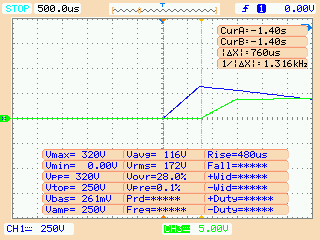 STOP 500.0us 1 0.00V
CurA=-1.40s
CurB=-1.40s
|ΔX|=760us
1/|ΔX|=1.316kHz
Vmax= 320V Vavg= 116V Rise=480us
Vmin= 0.00V Vrms= 172V Fall=*****
Vpp= 320V Vovr=28.0% +Wid=*****
Vtop= 250V Vpre=0.1% -Wid=*****
Vbas= 261mV Prd=***** +Duty=*****
Vamp= 250V Freq=***** -Duty=*****
CH1 250V CH3 5.00V